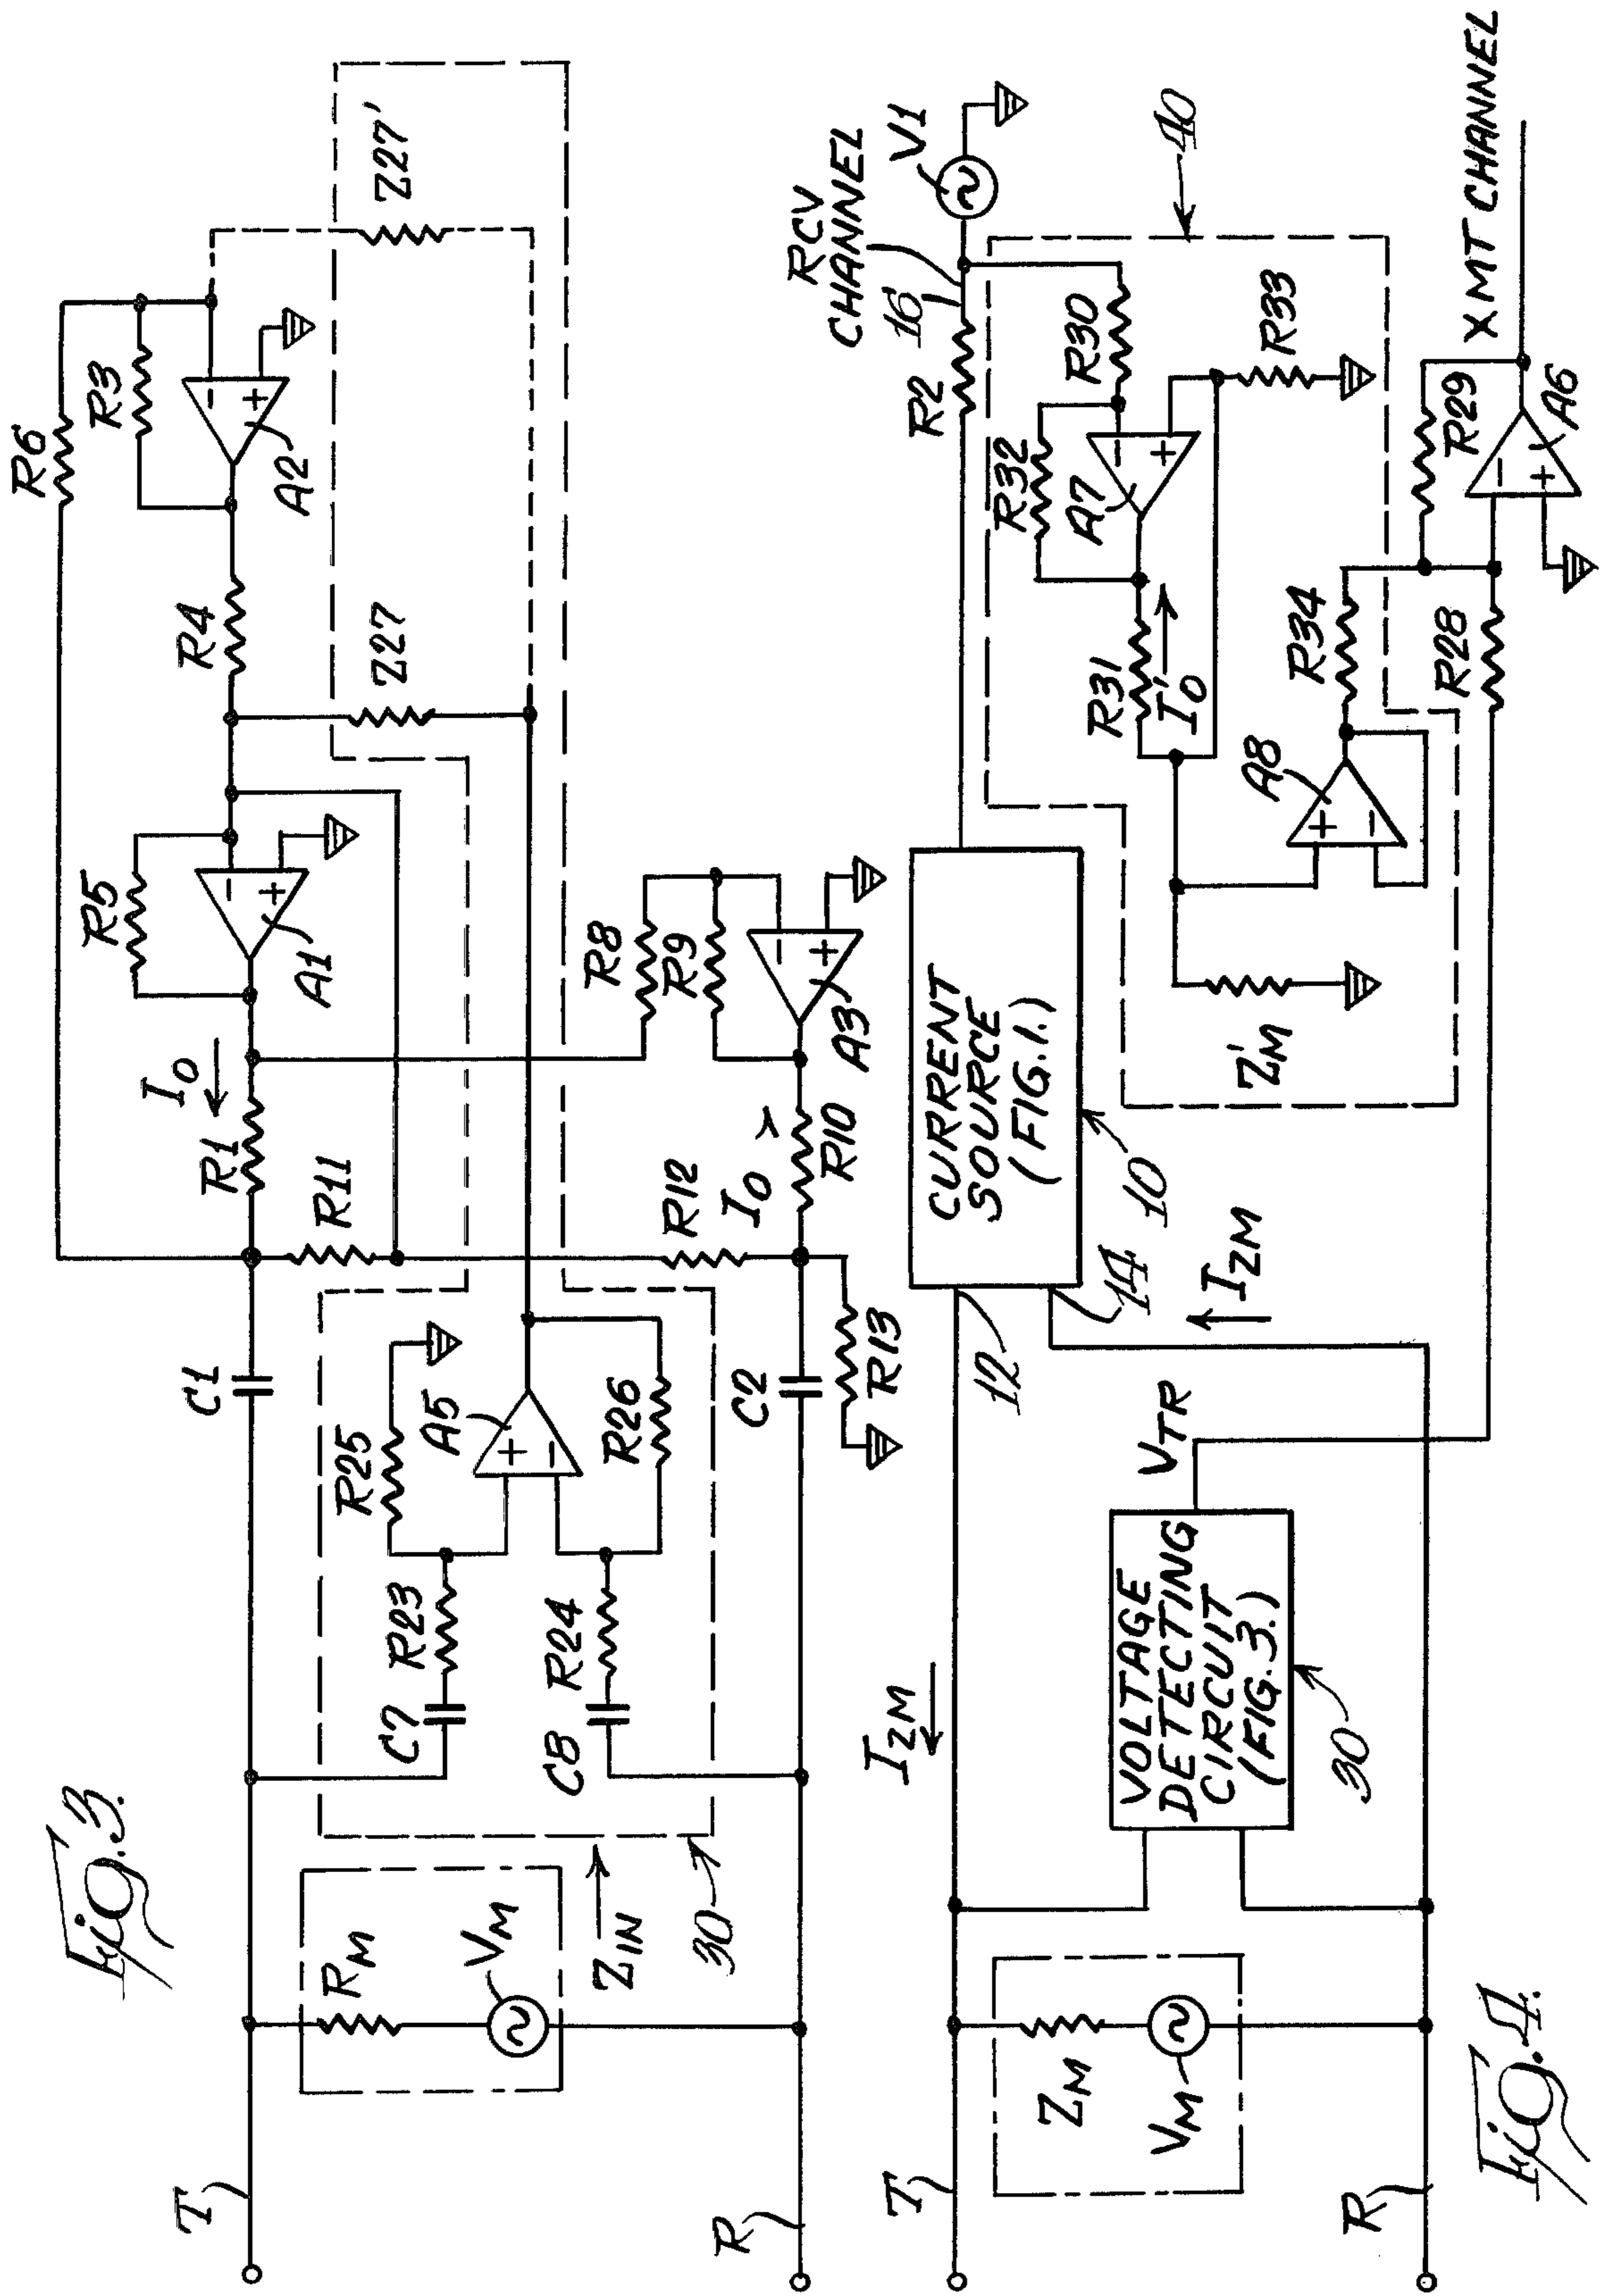 Fig. 3.
T
R
RM
VM
ZIN
30
C7
R23
R25
A5
C8
R24
R26
C1
C2
R13
R11
R12
R1
IO
IO
R10
R5
A1
R8
R9
A3
R4
Z27
R6
R3
A2
Z27'
Fig. 4.
T
R
ZM
VM
IZM
VOLTAGE
DETECTING
CIRCUIT
(FIG. 3.)
30
VTR
12
14
IZM
CURRENT
SOURCE
(FIG. 1.)
10
Z'M
A8
R34
R31
I'O
R32
A7
R30
R33
R2
16
RCV
CHANNEL
V1
40
R28
R29
A6
XMT CHANNEL